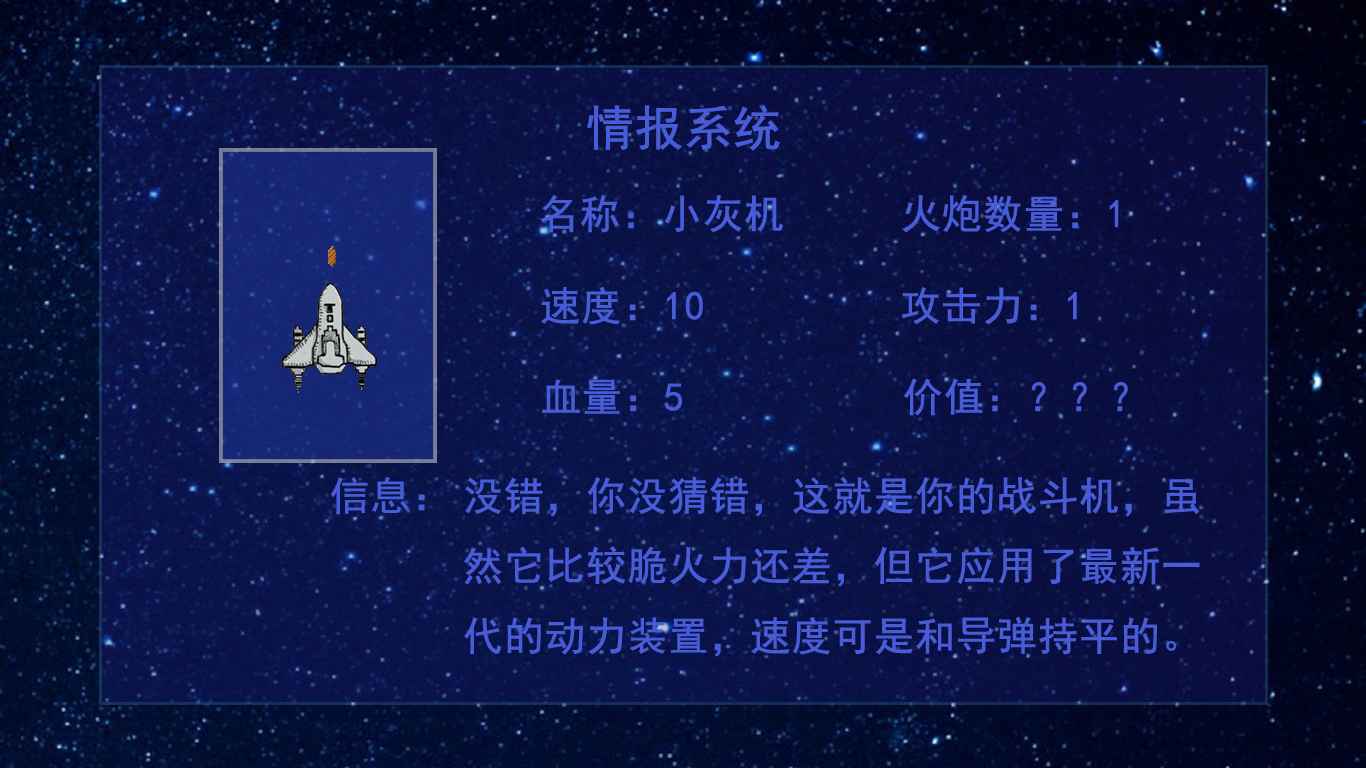 情报系统
名称：小灰机 火炮数量：1
速度：10 攻击力：1
血量：5 价值：？？？
信息：没错，你没猜错，这就是你的战斗机，虽
然它比较脆火力还差，但它应用了最新一
代的动力装置，速度可是和导弹持平的。